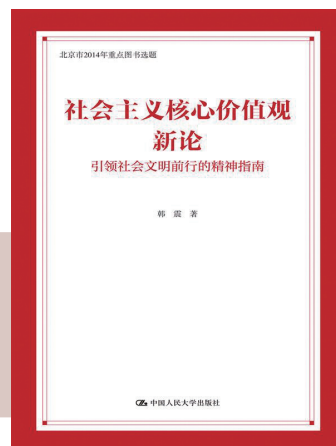 北京市2014年重点图书选题
社会主义核心价值观
新论
引领社会文明前行的精神指南
韩 震 著
中国人民大学出版社